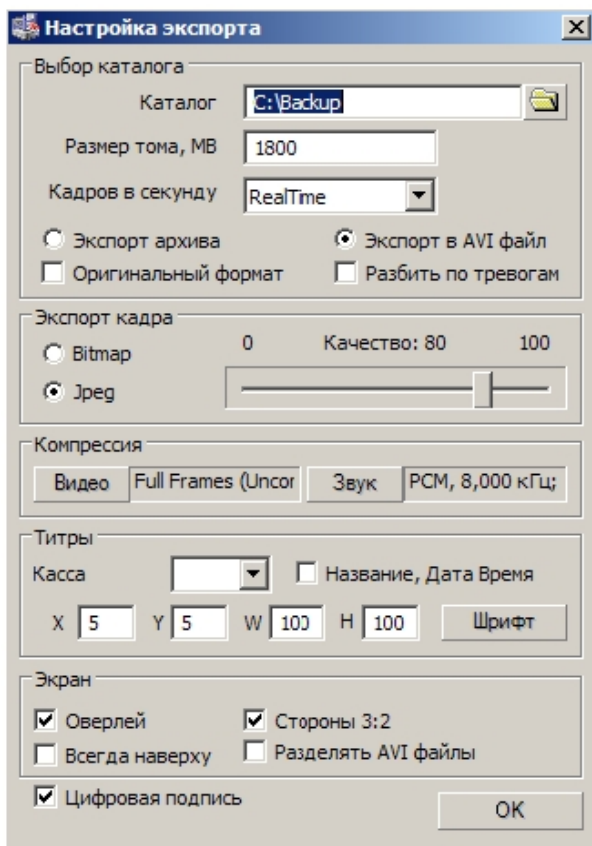 Настройка экспорта
Выбор каталога
Каталог C:\Backup
Размер тома, MB 1800
Кадров в секунду RealTime
Экспорт архива Экспорт в AVI файл
Оригинальный формат Разбить по тревогам
Экспорт кадра
Bitmap 0 Качество: 80 100
Jpeg
Компрессия
Видео Full Frames (Uncor Звук PCM, 8,000 кГц;
Титры
Касса Название, Дата Время
X 5 Y 5 W 100 H 100 Шрифт
Экран
Оверлей Стороны 3:2
Всегда наверху Разделять AVI файлы
Цифровая подпись
OK